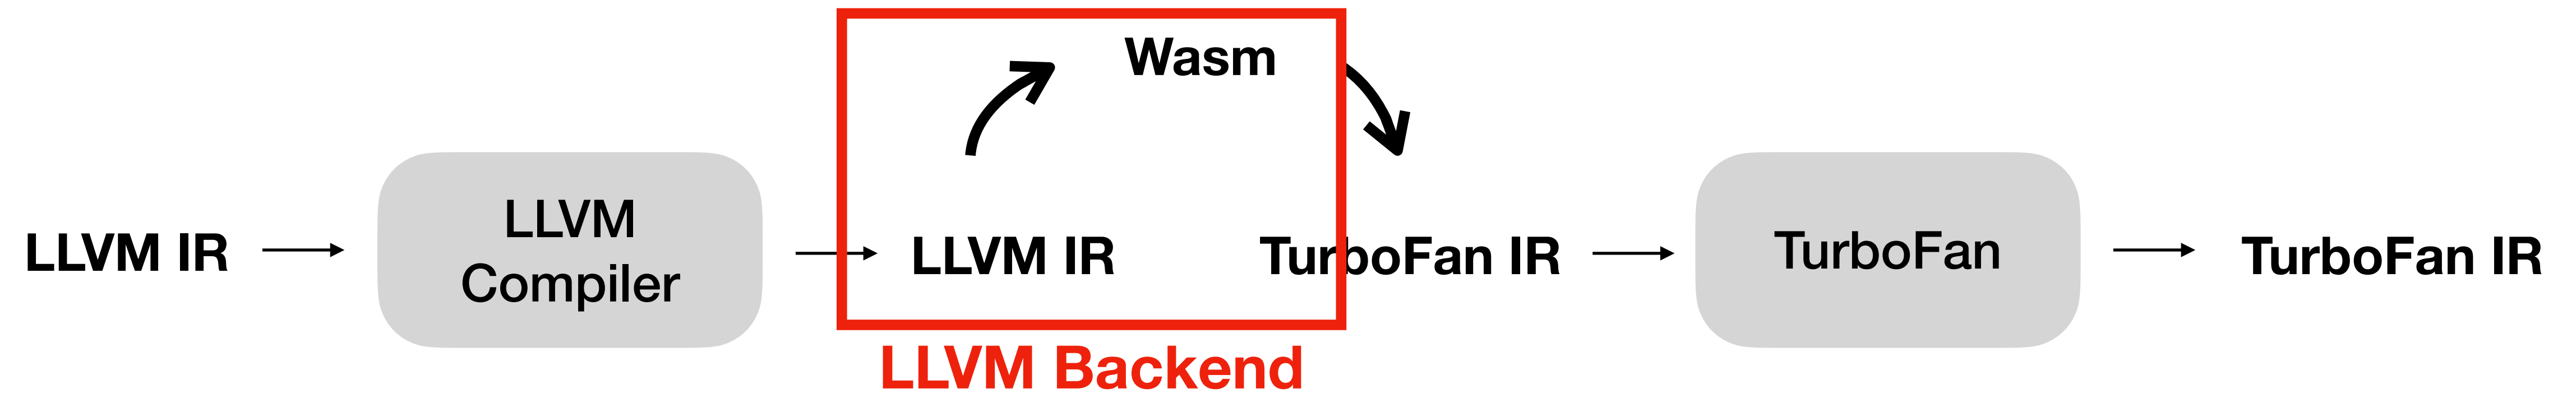 Wasm
LLVM IR
LLVM
Compiler
LLVM IR
TurboFan IR
TurboFan
TurboFan IR
LLVM Backend